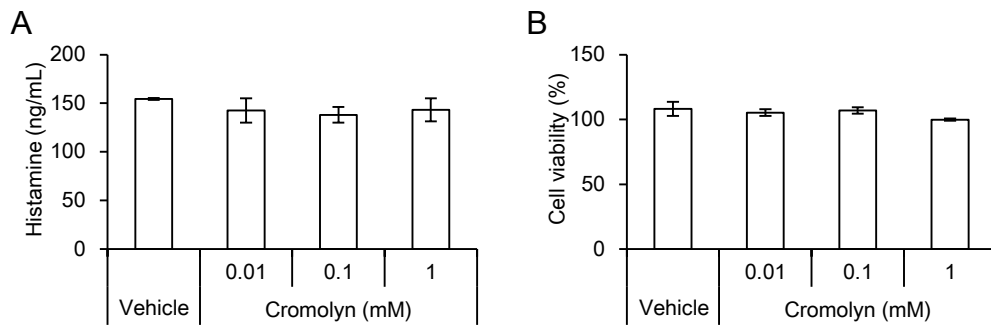 A
Histamine (ng/mL)
200
150
100
50
0
0.01 0.1 1
Vehicle Cromolyn (mM)
B
Cell viability (%)
150
100
50
0
0.01 0.1 1
Vehicle Cromolyn (mM)